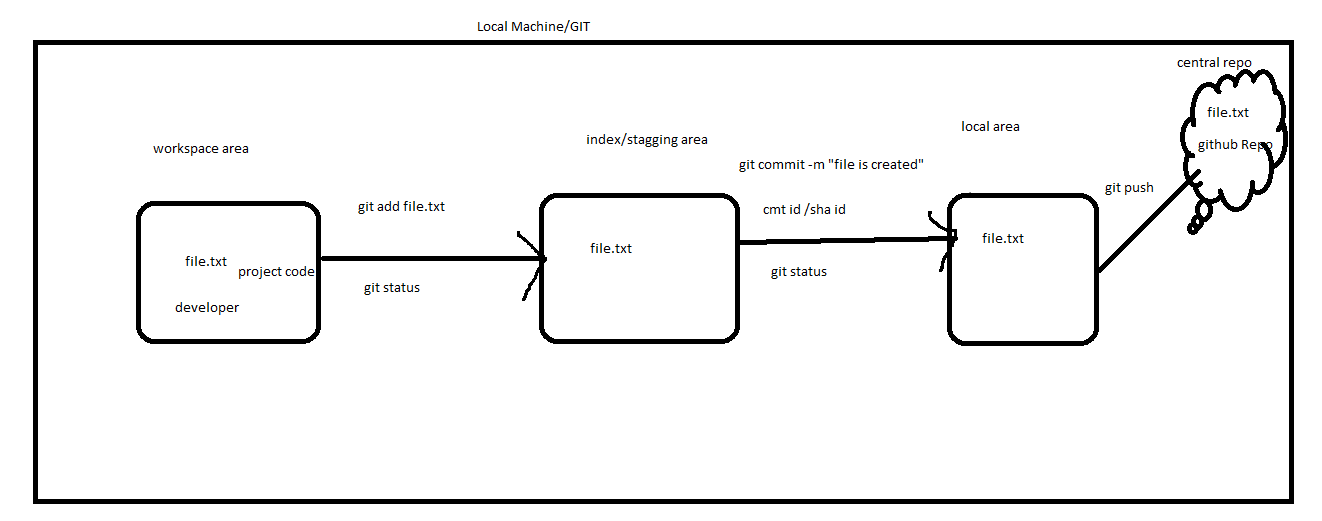 Local Machine/GIT
central repo
file.txt
github Repo
workspace area
index/stagging area
local area
git commit -m "file is created"
git push
git add file.txt
cmt id /sha id
file.txt
project code
developer
git status
file.txt
git status
file.txt